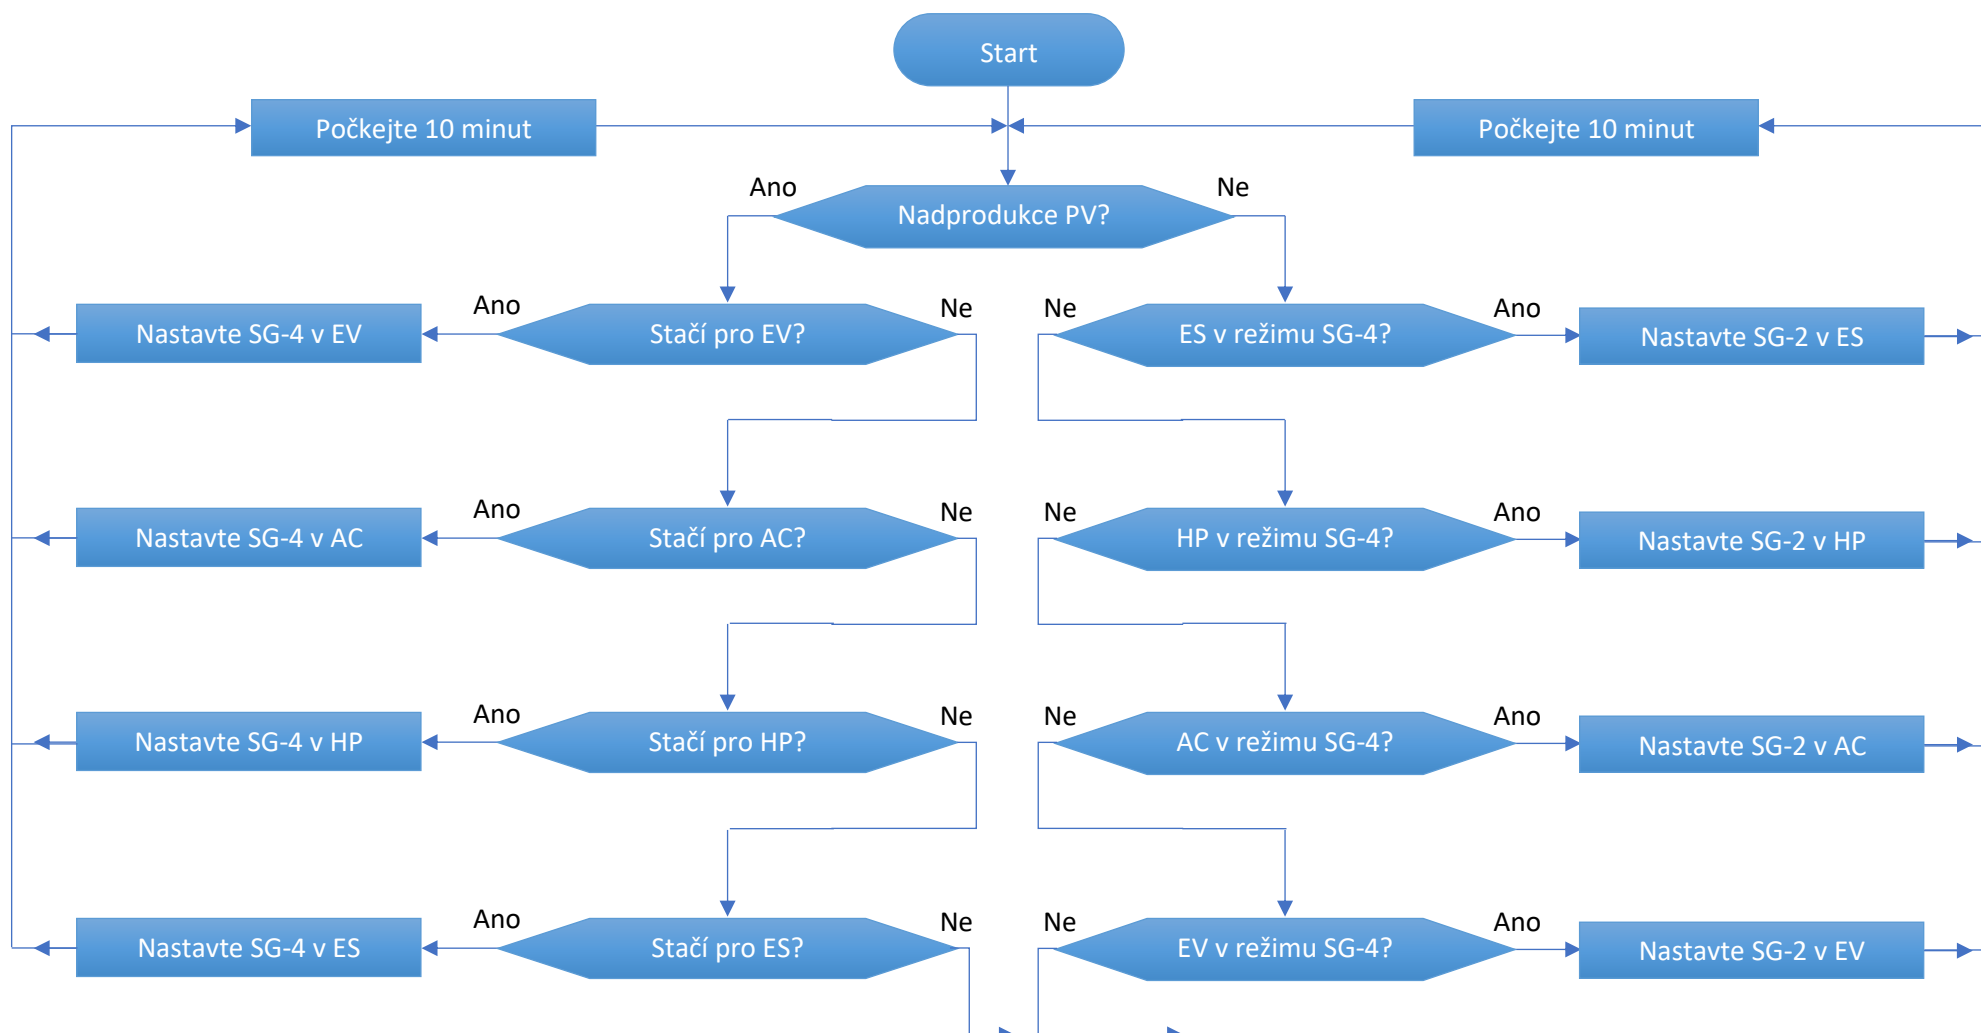 Start
Počkejte 10 minut
Počkejte 10 minut
Ano
Ne
Nadprodukce PV?
Nastavte SG-4 v EV
Ano
Stačí pro EV?
Ne
Ne
ES v režimu SG-4?
Ano
Nastavte SG-2 v ES
Nastavte SG-4 v AC
Ano
Stačí pro AC?
Ne
Ne
HP v režimu SG-4?
Ano
Nastavte SG-2 v HP
Nastavte SG-4 v HP
Ano
Stačí pro HP?
Ne
Ne
AC v režimu SG-4?
Ano
Nastavte SG-2 v AC
Nastavte SG-4 v ES
Ano
Stačí pro ES?
Ne
Ne
EV v režimu SG-4?
Ano
Nastavte SG-2 v EV